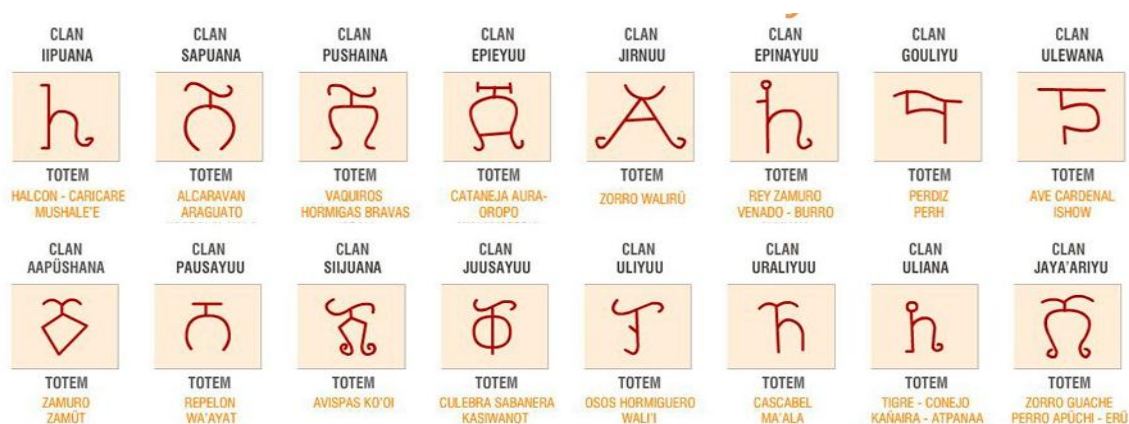 CLAN CLAN CLAN CLAN CLAN CLAN CLAN CLAN
IIPUANA SAPUANA PUSHAINA EPIEYUU JIRNUU EPINAYUU GOULIYU ULEWANA
TOTEM TOTEM TOTEM TOTEM TOTEM TOTEM TOTEM TOTEM
HALCON - CARICARE ALCARAVAN VAQUIROS CATANEJA AURA- ZORRO WALIRÜ REY ZAMURO PERDIZ AVE CARDENAL
MUSHALE'E ARAGUATO HORMIGAS BRAVAS OROPO VENADO - BURRO PERH ISHOW
CLAN CLAN CLAN CLAN CLAN CLAN CLAN CLAN
AAPÜSHANA PAUSAYUU SIIJUANA JUUSAYUU ULIYUU URALIYUU ULIANA JAYA'ARIYU
TOTEM TOTEM TOTEM TOTEM TOTEM TOTEM TOTEM TOTEM
ZAMURO REPELON AVISPAS KO'OI CULEBRA SABANERA OSOS HORMIGUERO CASCABEL TIGRE - CONEJO ZORRO GUACHE
ZAMÜT WA'AYAT KASIWANOT WALI'I MA'ALA KAÑAIRA - ATPANAA PERRO APÜCHI - ERÜ